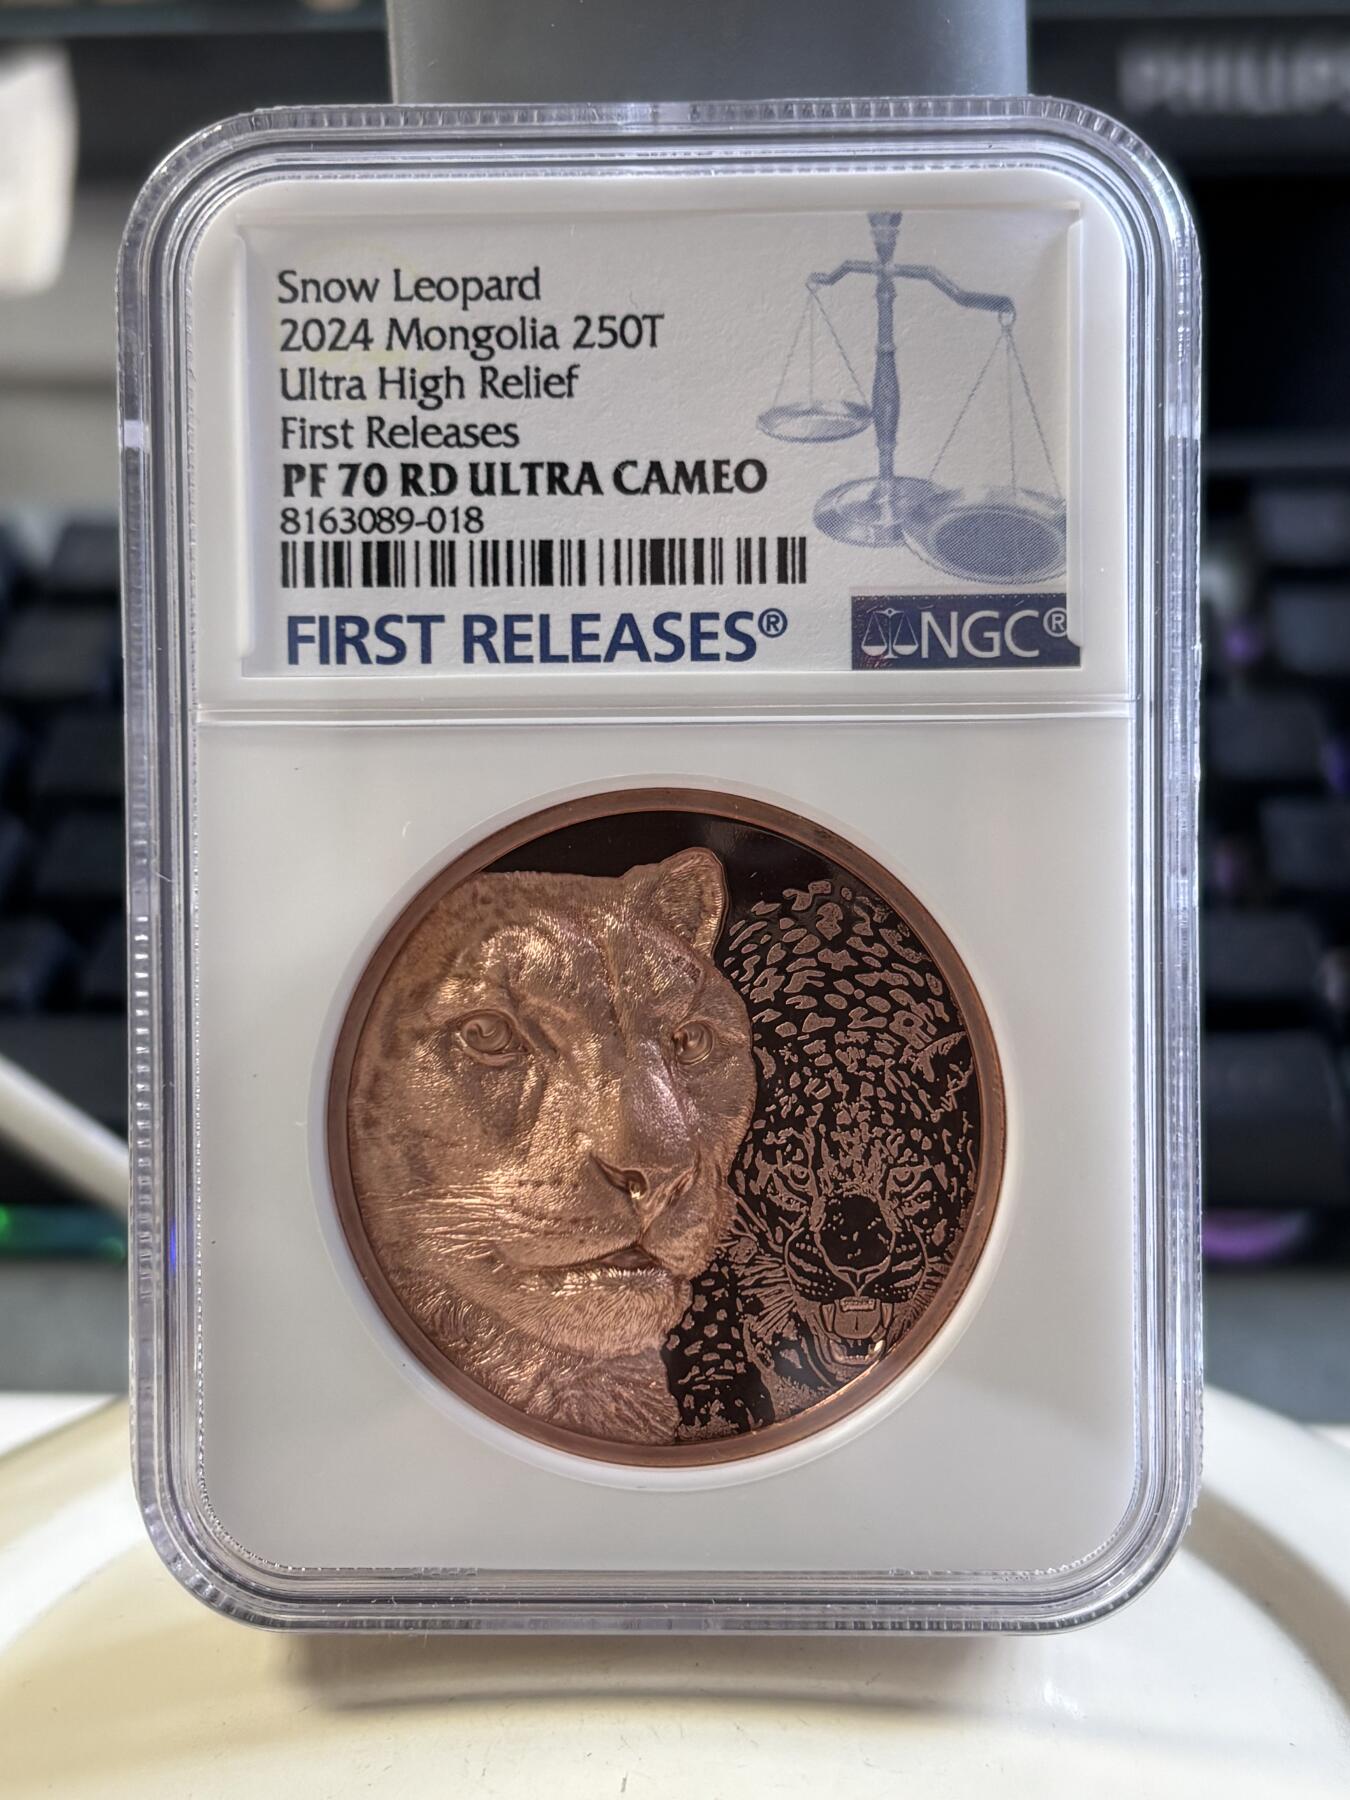 PHILIPS
Snow Leopard
2024 Mongolia 250T
Ultra High Relief
First Releases
PF 70 RD ULTRA CAMEO
8163089-018
FIRST RELEASES®
NGC®